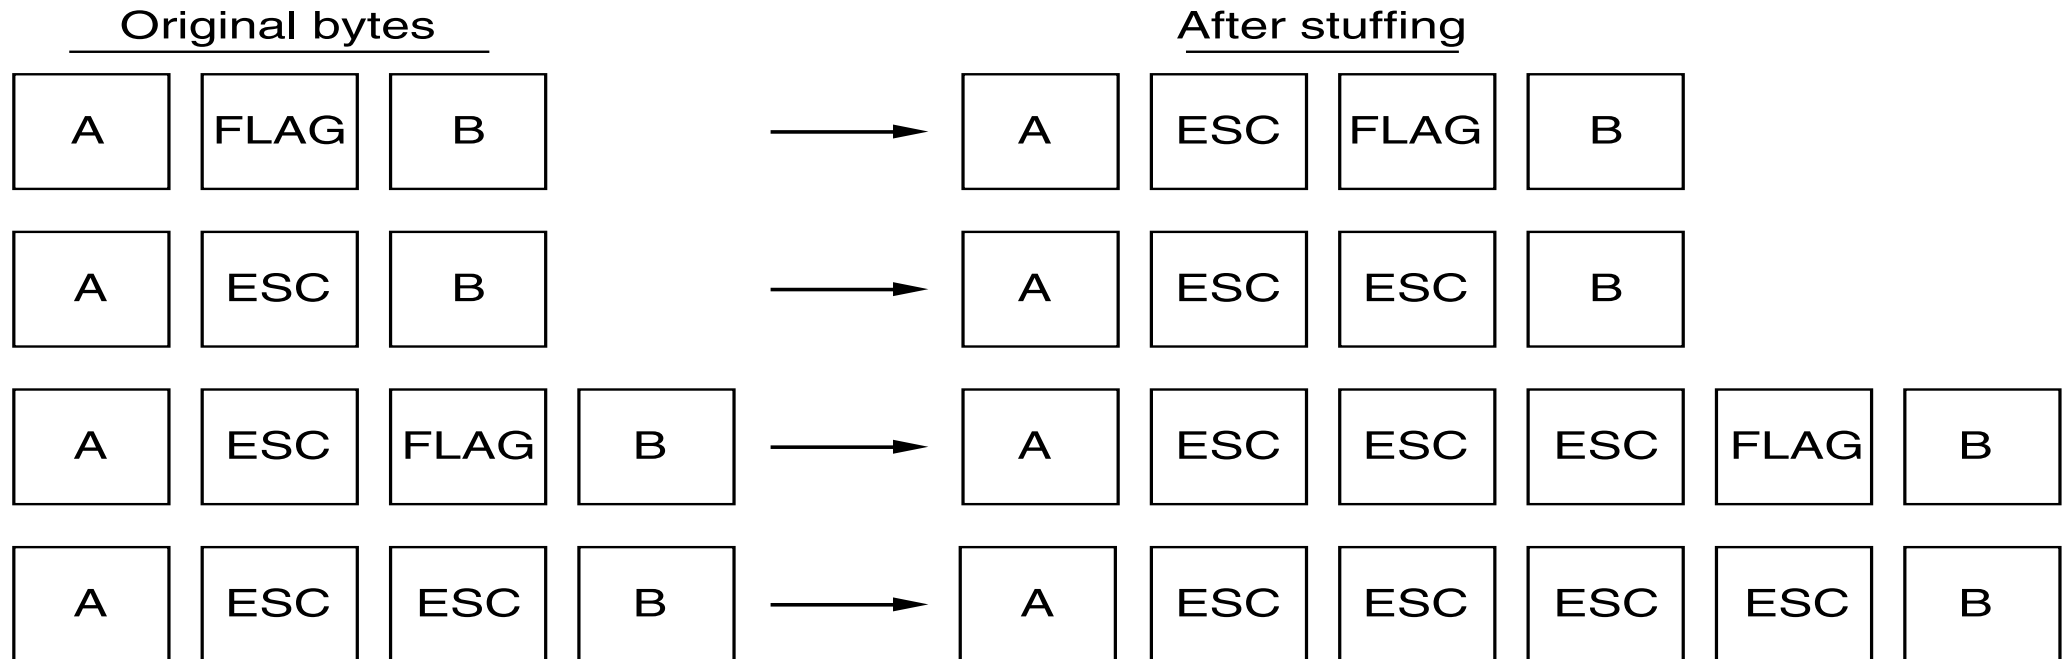 Original bytes After stuffing
A FLAG B A ESC FLAG B
A ESC B A ESC ESC B
A ESC FLAG B A ESC ESC ESC FLAG B
A ESC ESC B A ESC ESC ESC ESC B